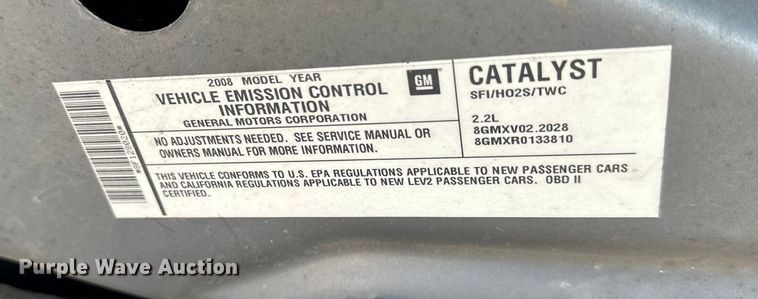 2008 MODEL YEAR
VEHICLE EMISSION CONTROL
INFORMATION
GENERAL MOTORS CORPORATION
GM
NO ADJUSTMENTS NEEDED. SEE SERVICE MANUAL OR
OWNERS MANUAL FOR MORE INFORMATION.
CATALYST
SFI/HO2S/TWC
2.2L
8GMXV02.2028
8GMXR0133810
THIS VEHICLE CONFORMS TO U.S. EPA REGULATIONS APPLICABLE TO NEW PASSENGER CARS
AND CALIFORNIA REGULATIONS APPLICABLE TO NEW LEV2 PASSENGER CARS. OBD II
CERTIFIED.
Purple Wave Auction